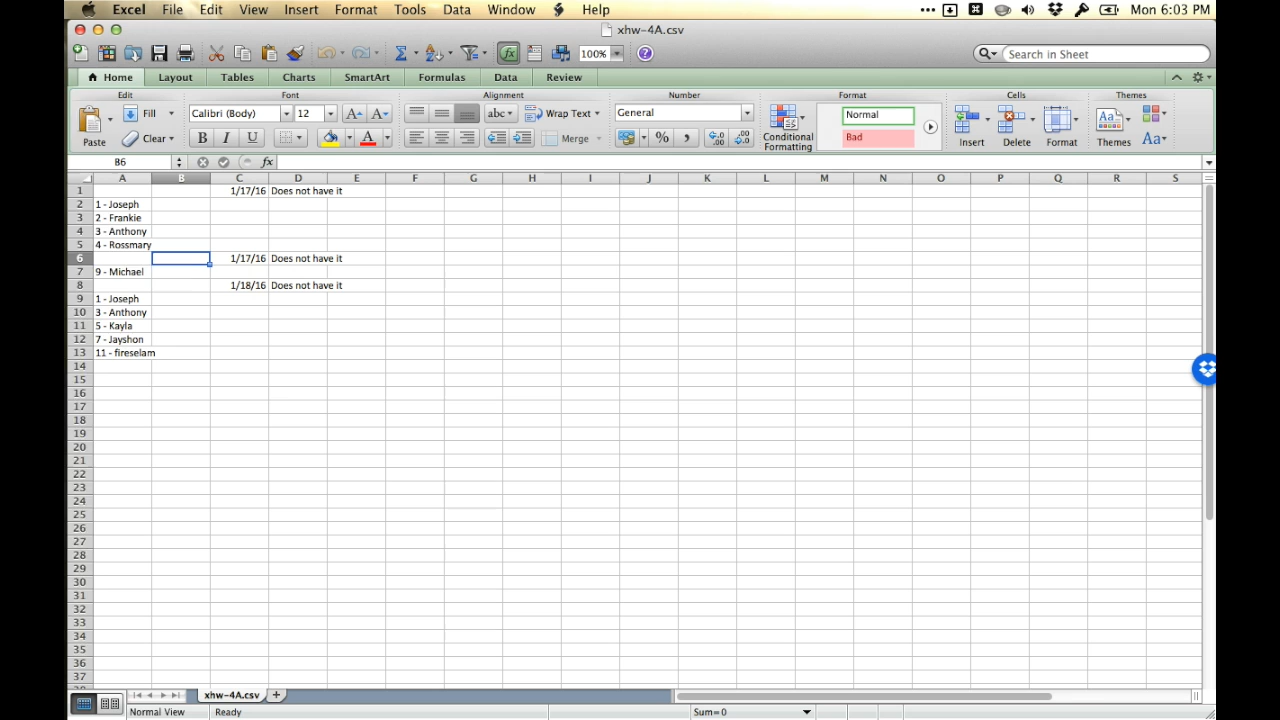 Excel File Edit View Insert Format Tools Data Window Help Mon 6:03 PM
xhw-4A.csv
100% Search in Sheet
Home Layout Tables Charts SmartArt Formulas Data Review
Edit Font Alignment Number Format Cells Themes
Fill Calibri (Body) 12 A A abc Wrap Text General Normal
Paste Clear B I U A Merge % , Conditional Formatting Bad Insert Delete Format Themes Aa
B6 fx
A B C D E F G H I J K L M N O P Q R S
1 1/17/16 Does not have it
2 1 - Joseph
3 2 - Frankie
4 3 - Anthony
5 4 - Rossmary
6 1/17/16 Does not have it
7 9 - Michael
8 1/18/16 Does not have it
9 1 - Joseph
10 3 - Anthony
11 5 - Kayla
12 7 - Jayshon
13 11 - fireselam
14
15
16
17
18
19
20
21
22
23
24
25
26
27
28
29
30
31
32
33
34
35
36
37
xhw-4A.csv
Normal View Ready Sum=0